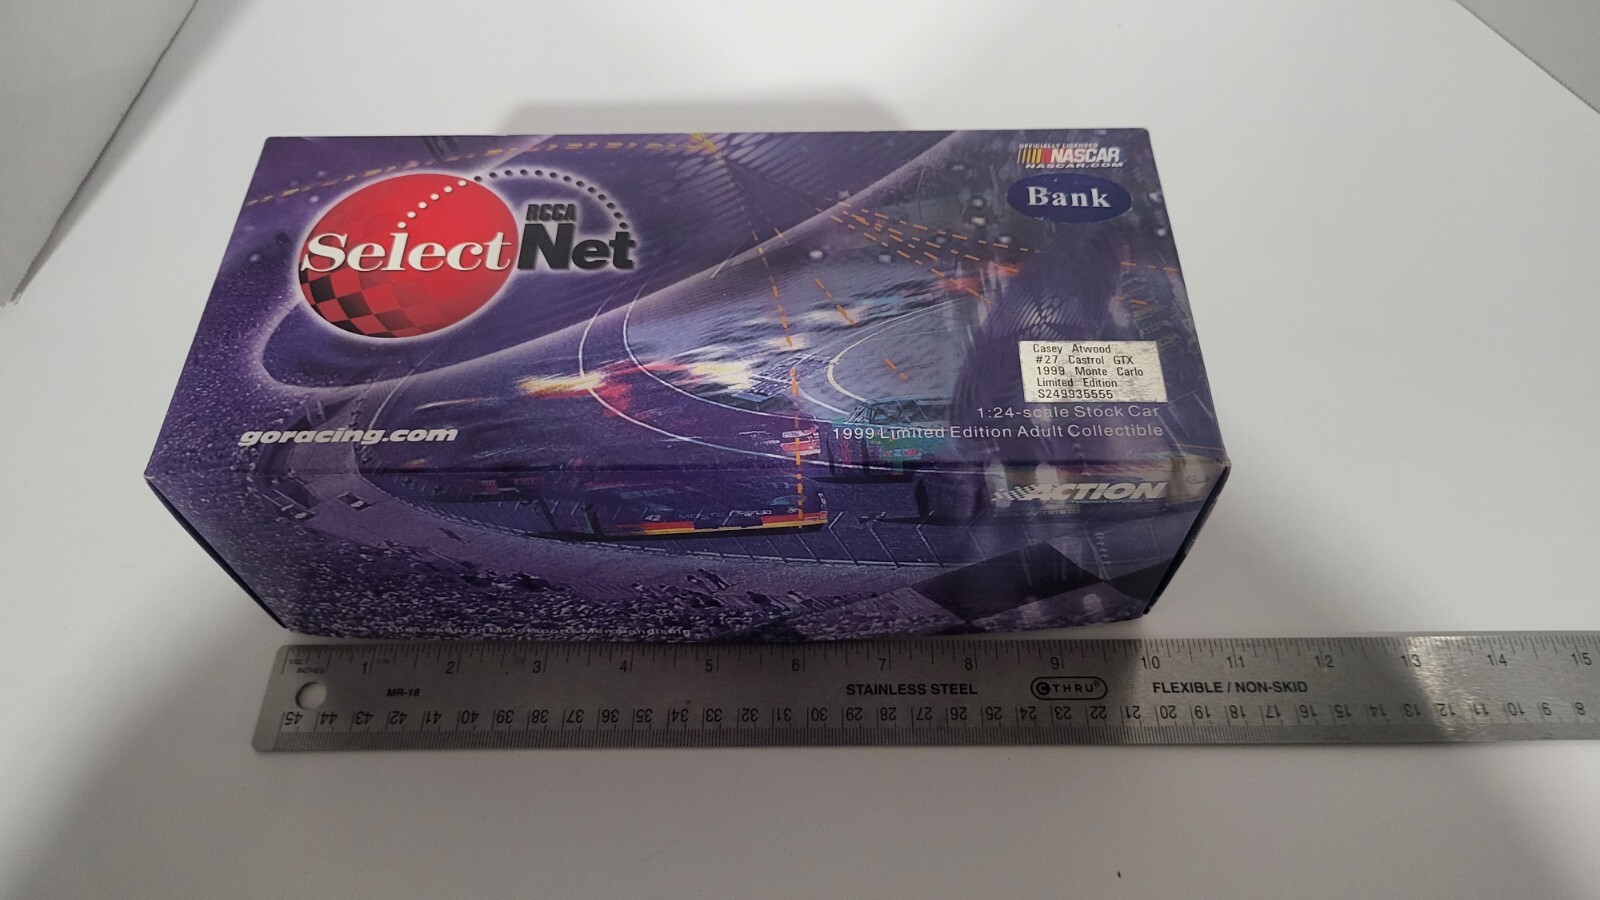 OFFICIALLY LICENSED
NASCAR
NASCAR.COM
Bank
RCCA
SelectNet
Casey Atwood
#27 Castrol GTX
1999 Monte Carlo
Limited Edition
S249935555
1:24-scale Stock Car
1999 Limited Edition Adult Collectible
goracing.com
ACTION
42
1 2 3 4 5 6 7 8 9 10 11 12 13 14 15
INCHES
MR-18
STAINLESS STEEL
C-THRU®
FLEXIBLE / NON-SKID
45 44 43 42 41 40 39 38 37 36 35 34 33 32 31 30 29 28 27 26 25 24 23 22 21 20 19 18 17 16 15 14 13 12 11 10 9 8